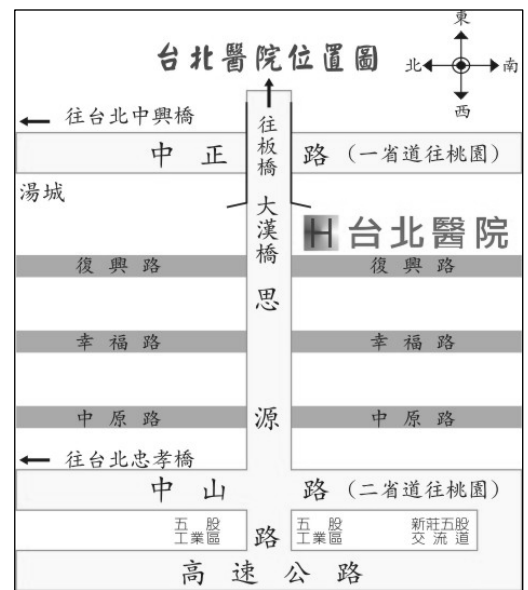 台北醫院位置圖
東
北
南
西
往台北中興橋
往板橋
中正路（一省道往桃園）
湯城
大漢橋
台北醫院
復興路
復興路
思源路
幸福路
幸福路
中原路
中原路
往台北忠孝橋
中山路（二省道往桃園）
五股
工業區
五股
工業區
新莊五股
交流道
高速公路